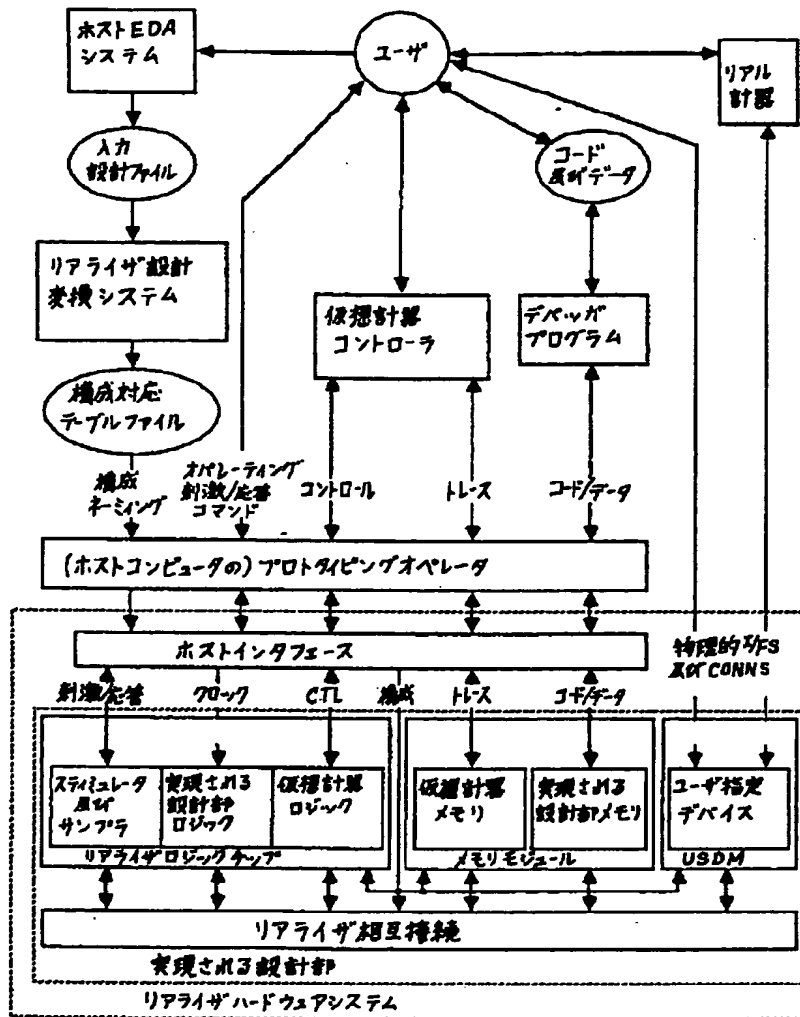 ホストEDA
システム
ユーザ
リアル
計器
入力
設計ファイル
コード
及びデータ
リアライザ設計
変換システム
仮想計器
コントローラ
デバッガ
プログラム
構成対応
テーブルファイル
構成
ネーミング
オペレーティング
刺激/応答
コマンド
コントロール
トレース
コード/データ
(ホストコンピュータの)プロトタイピングオペレータ
ホストインタフェース
物理的I/FS
及びCONNS
刺激/応答
クロック
CTL
構成
トレース
コード/データ
スティミュレータ
及び
サンプラ
実現される
設計部
ロジック
仮想計器
ロジック
仮想計器
メモリ
実現される
設計部メモリ
ユーザ指定
デバイス
リアライザロジックチップ
メモリモジュール
USDM
リアライザ相互接続
実現される設計部
リアライザハードウェアシステム